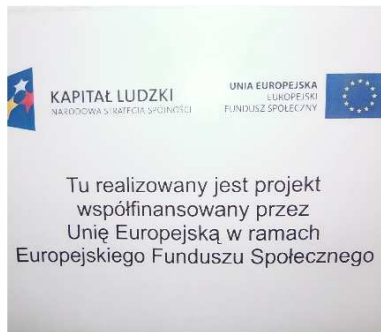 KAPITAŁ LUDZKI
NARODOWA STRATEGIA SPÓJNOŚCI
UNIA EUROPEJSKA
EUROPEJSKI
FUNDUSZ SPOŁECZNY
Tu realizowany jest projekt
współfinansowany przez
Unię Europejską w ramach
Europejskiego Funduszu Społecznego